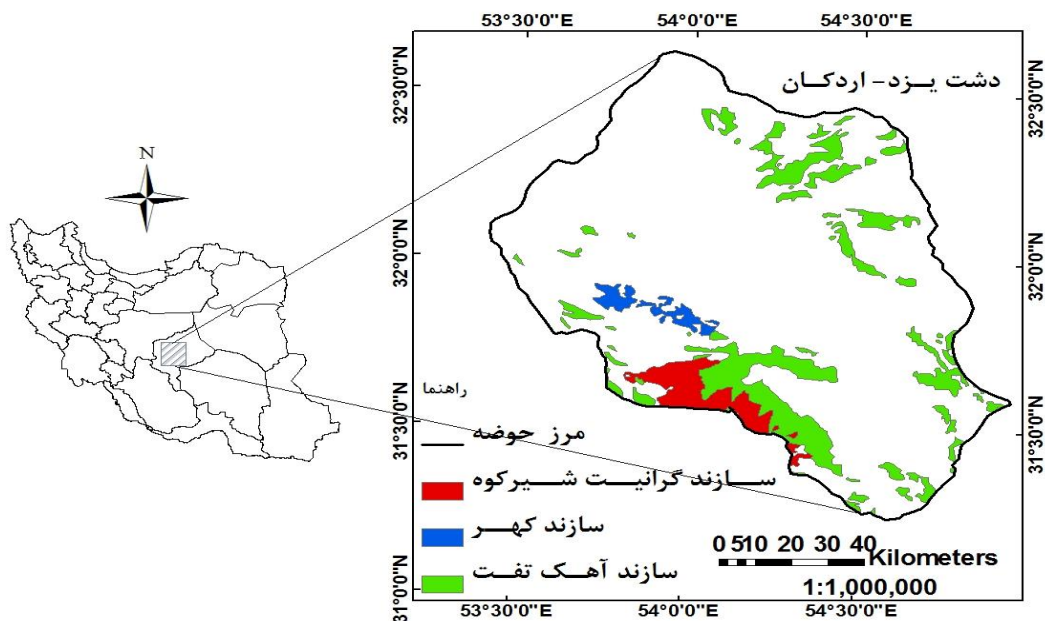 53°30'0"E 54°0'0"E 54°30'0"E
دشت یزد - اردکان
32°30'0"N 32°30'0"N
N
32°0'0"N 32°0'0"N
راهنما
31°30'0"N 31°30'0"N
مرز حوضه
سازند گرانیت شیرکوه
سازند کهر
سازند آهک تفت
0 5 10 20 30 40 Kilometers
1:1,000,000
31°0'0"N 31°0'0"N
53°30'0"E 54°0'0"E 54°30'0"E